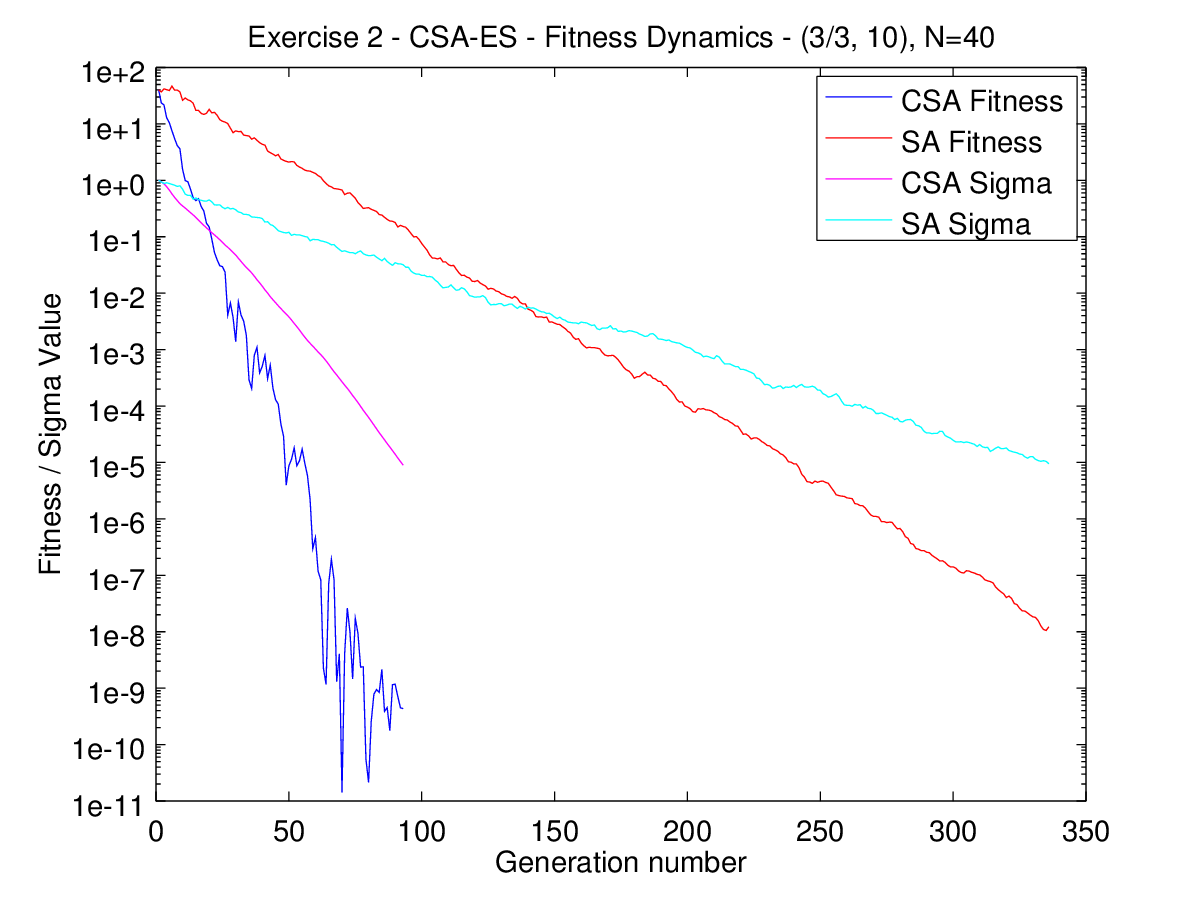 Exercise 2 - CSA-ES - Fitness Dynamics - (3/3, 10), N=40
1e+2
1e+1
1e+0
1e-1
1e-2
1e-3
1e-4
1e-5
1e-6
1e-7
1e-8
1e-9
1e-10
1e-11
Fitness / Sigma Value
CSA Fitness
SA Fitness
CSA Sigma
SA Sigma
0 50 100 150 200 250 300 350
Generation number